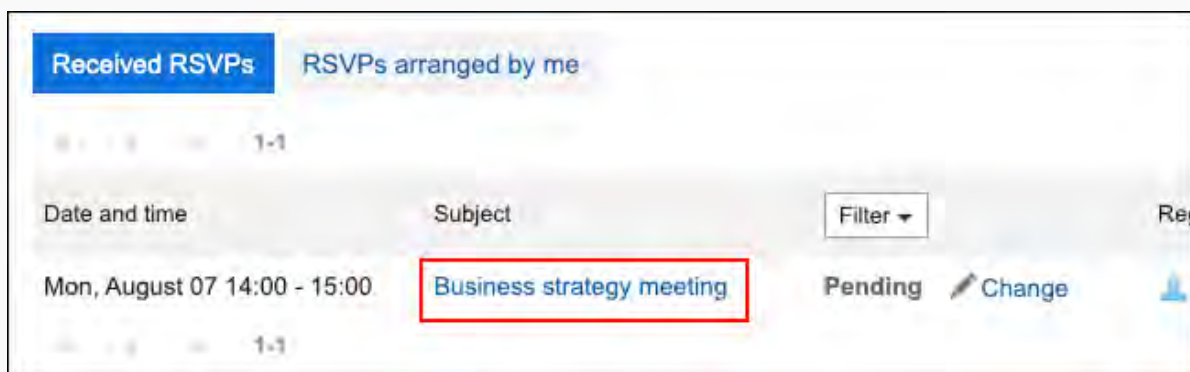 Received RSVPs RSVPs arranged by me
1-1
Date and time Subject Filter
Mon, August 07 14:00 - 15:00 Business strategy meeting Pending Change
1-1